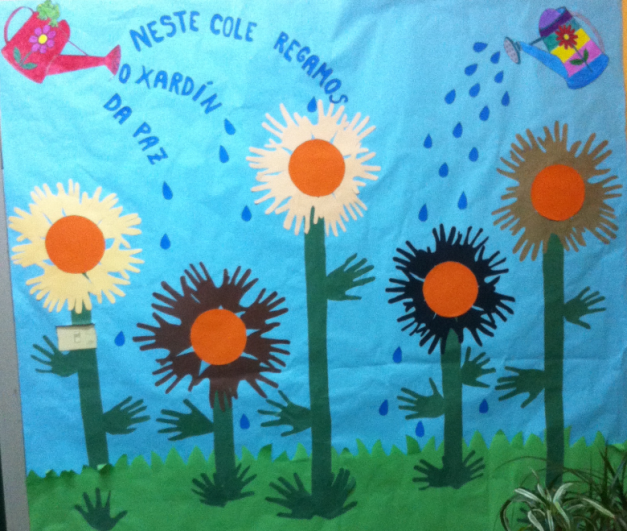 NESTE COLE REGAMOS
O XARDÍN
DA PAZ